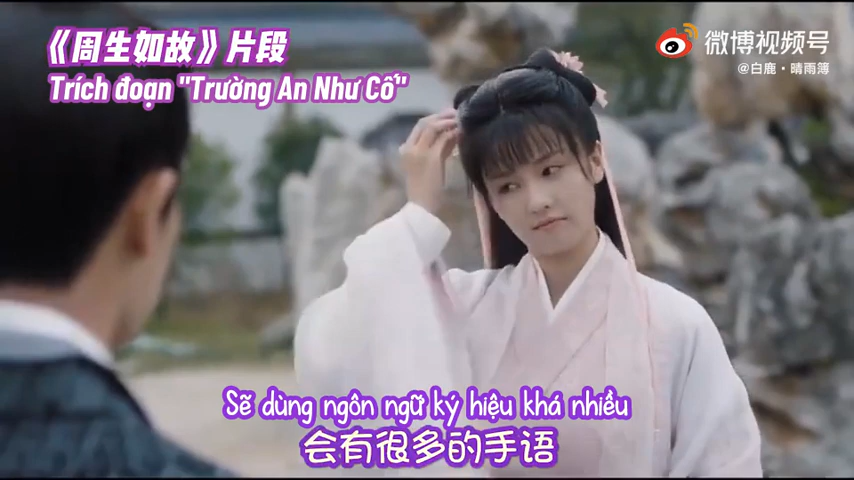 《周生如故》片段
Trích đoạn "Trường An Như Cố"
微博视频号
@白鹿·晴雨簿
Sẽ dùng ngôn ngữ ký hiệu khá nhiều
会有很多的手语